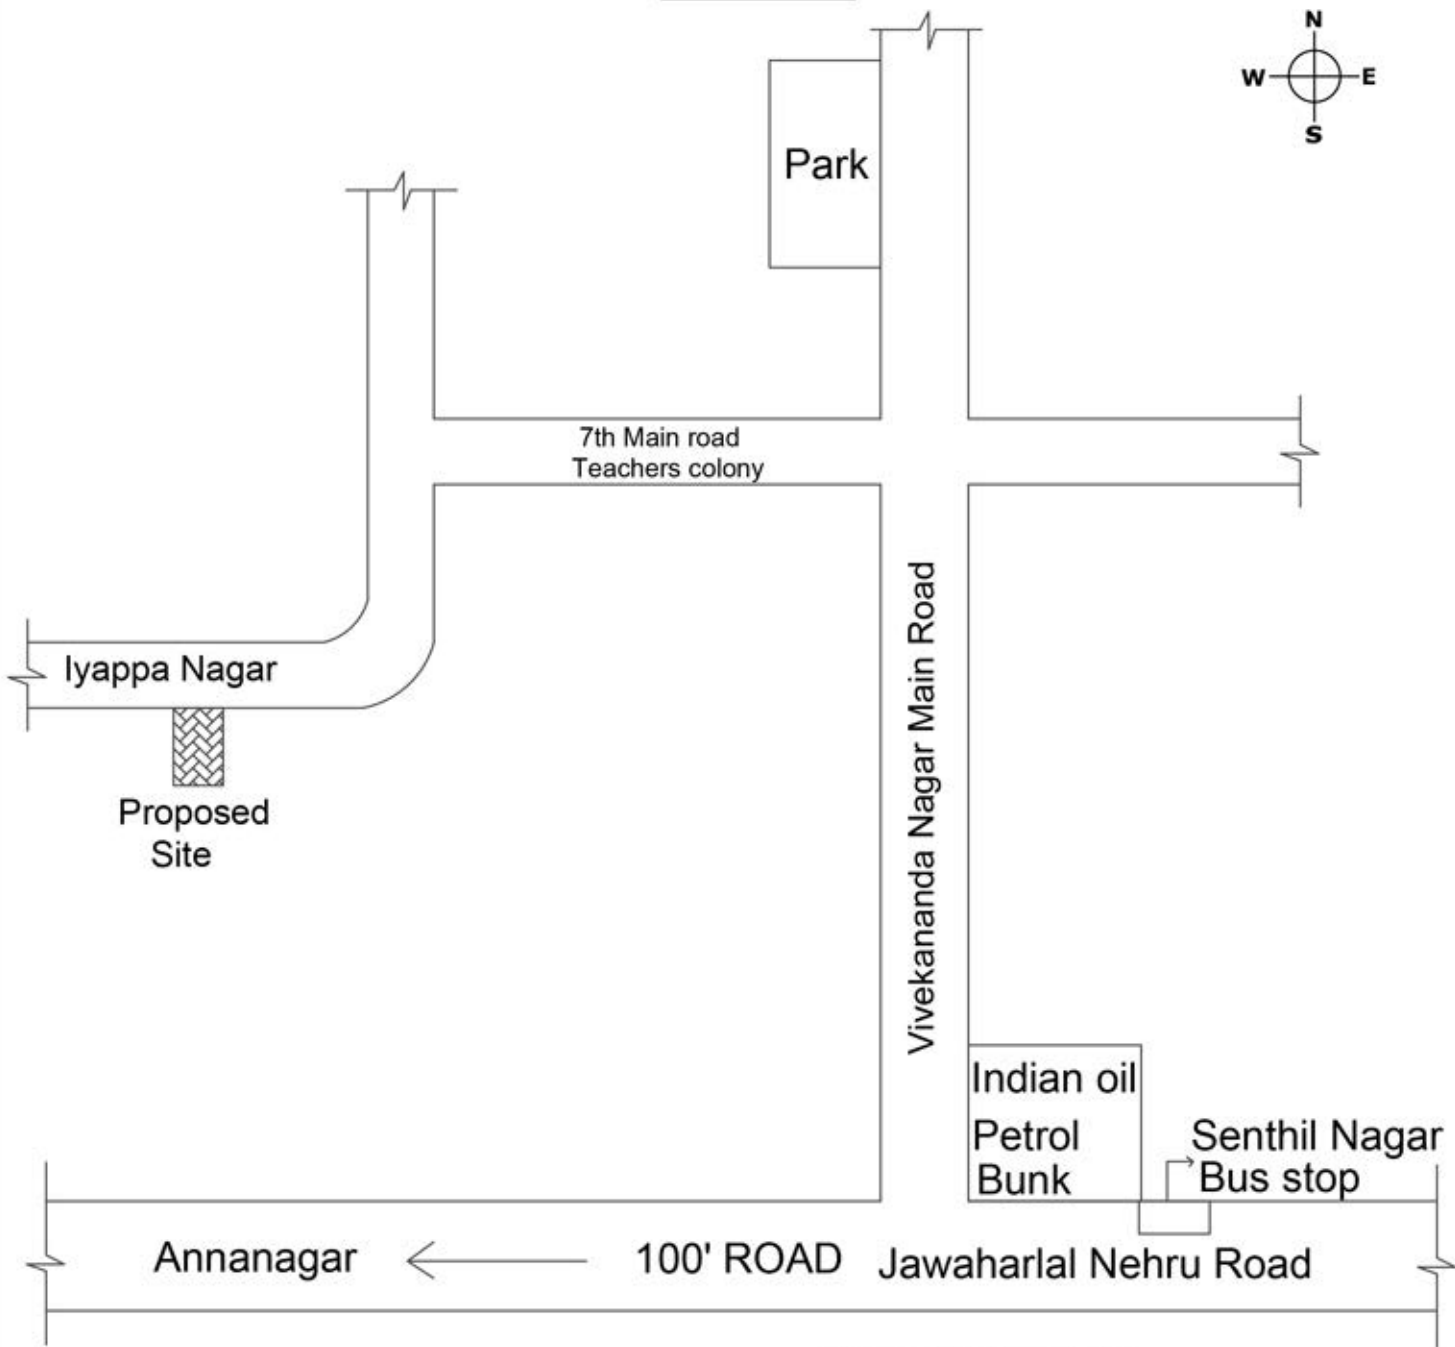 N
W E
S
Park
7th Main road
Teachers colony
Vivekananda Nagar Main Road
Iyappa Nagar
Proposed
Site
Indian oil
Petrol
Bunk
Senthil Nagar
Bus stop
Annanagar
100' ROAD
Jawaharlal Nehru Road